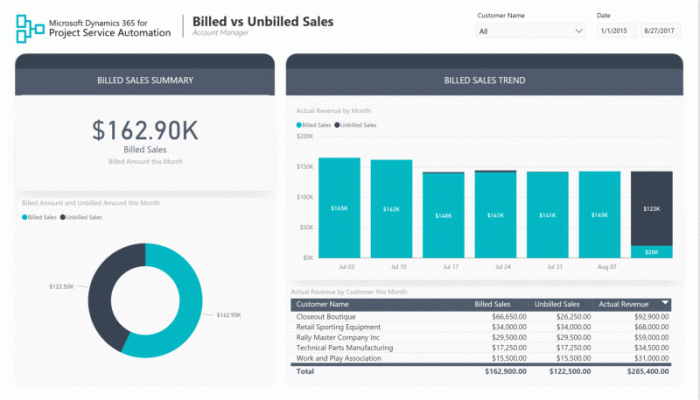 Microsoft Dynamics 365 for
Project Service Automation
Billed vs Unbilled Sales
Account Manager
Customer Name
All
Date
1/1/2015
8/27/2017
BILLED SALES SUMMARY
$162.90K
Billed Sales
Billed Amount this Month
Billed Amount and Unbilled Amount this Month
Billed Sales Unbilled Sales
$122.50K
$162.90K
BILLED SALES TREND
Actual Revenue by Month
Billed Sales Unbilled Sales
$200K
$150K
$100K
$50K
$0K
$165K
$162K
$140K
$141K
$141K
$143K
$123K
$20K
Jul 03
Jul 10
Jul 17
Jul 24
Jul 31
Aug 07
Actual Revenue by Customer this Month
Customer Name Billed Sales Unbilled Sales Actual Revenue
Closeout Boutique $66,650.00 $26,250.00 $92,900.00
Retail Sporting Equipment $34,000.00 $34,000.00 $68,000.00
Rally Master Company Inc $29,500.00 $29,500.00 $59,000.00
Technical Parts Manufacturing $17,250.00 $17,250.00 $34,500.00
Work and Play Association $15,500.00 $15,500.00 $31,000.00
Total $162,900.00 $122,500.00 $285,400.00